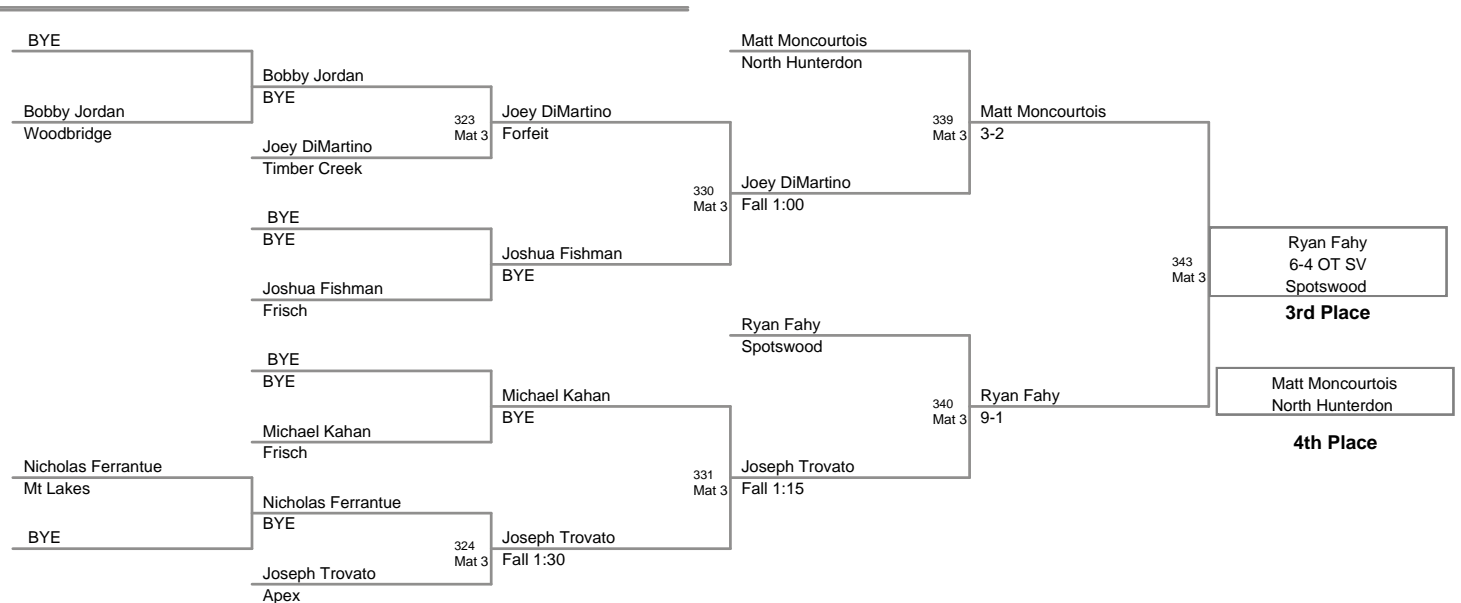 BYE
Bobby Jordan
Woodbridge
Bobby Jordan
BYE
Joey DiMartino
Timber Creek
323
Mat 3
Joey DiMartino
Forfeit
BYE
BYE
Joshua Fishman
Frisch
Joshua Fishman
BYE
330
Mat 3
Joey DiMartino
Fall 1:00
Matt Moncourtois
North Hunterdon
339
Mat 3
Matt Moncourtois
3-2
BYE
BYE
Michael Kahan
Frisch
Michael Kahan
BYE
Nicholas Ferrantue
Mt Lakes
BYE
Nicholas Ferrantue
BYE
Joseph Trovato
Apex
324
Mat 3
Joseph Trovato
Fall 1:30
331
Mat 3
Joseph Trovato
Fall 1:15
Ryan Fahy
Spotswood
340
Mat 3
Ryan Fahy
9-1
343
Mat 3
Ryan Fahy
6-4 OT SV
Spotswood
3rd Place
Matt Moncourtois
North Hunterdon
4th Place